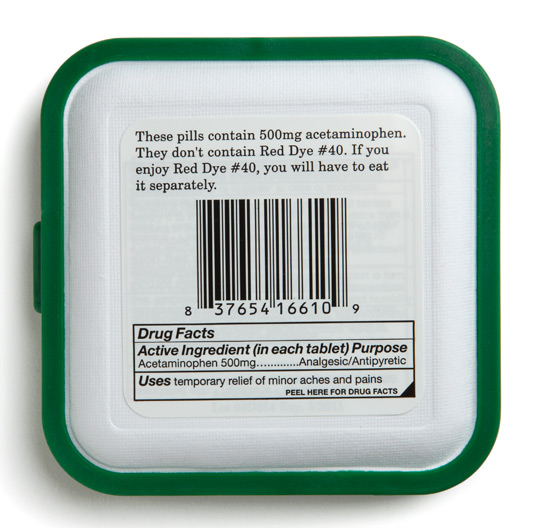 These pills contain 500mg acetaminophen.
They don't contain Red Dye #40. If you
enjoy Red Dye #40, you will have to eat
it separately.
8 37654 16610 9
Drug Facts
Active Ingredient (in each tablet) Purpose
Acetaminophen 500mg.............Analgesic/Antipyretic
Uses temporary relief of minor aches and pains
PEEL HERE FOR DRUG FACTS